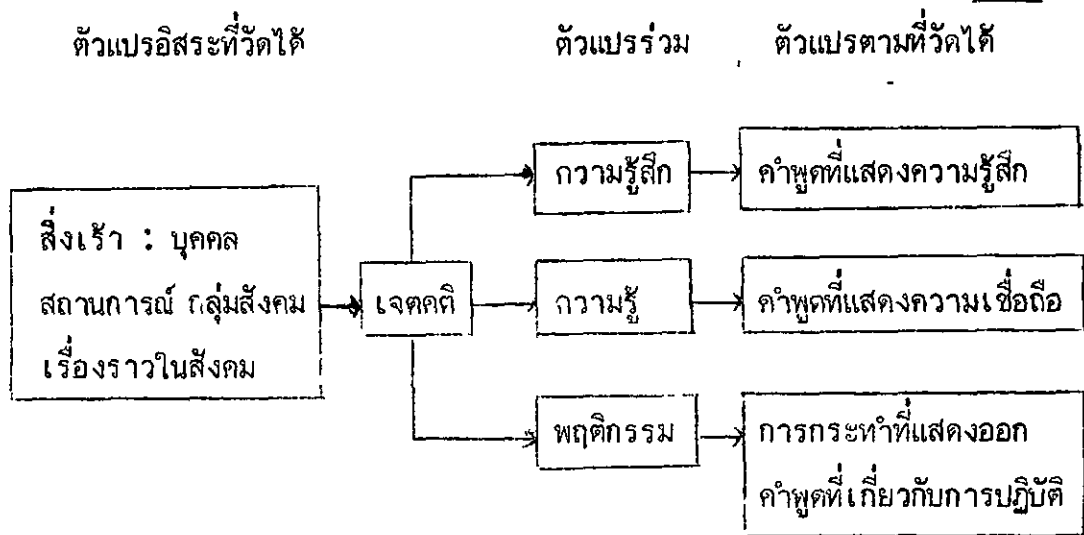 ตัวแปรอิสระที่วัดได้ ตัวแปรร่วม ตัวแปรตามที่วัดได้
ความรู้สึก คำพูดที่แสดงความรู้สึก
สิ่งเร้า : บุคคล
สถานการณ์ กลุ่มสังคม
เรื่องราวในสังคม
เจตคติ
ความรู้ คำพูดที่แสดงความเชื่อถือ
พฤติกรรม การกระทำที่แสดงออก
คำพูดที่เกี่ยวกับการปฏิบัติ